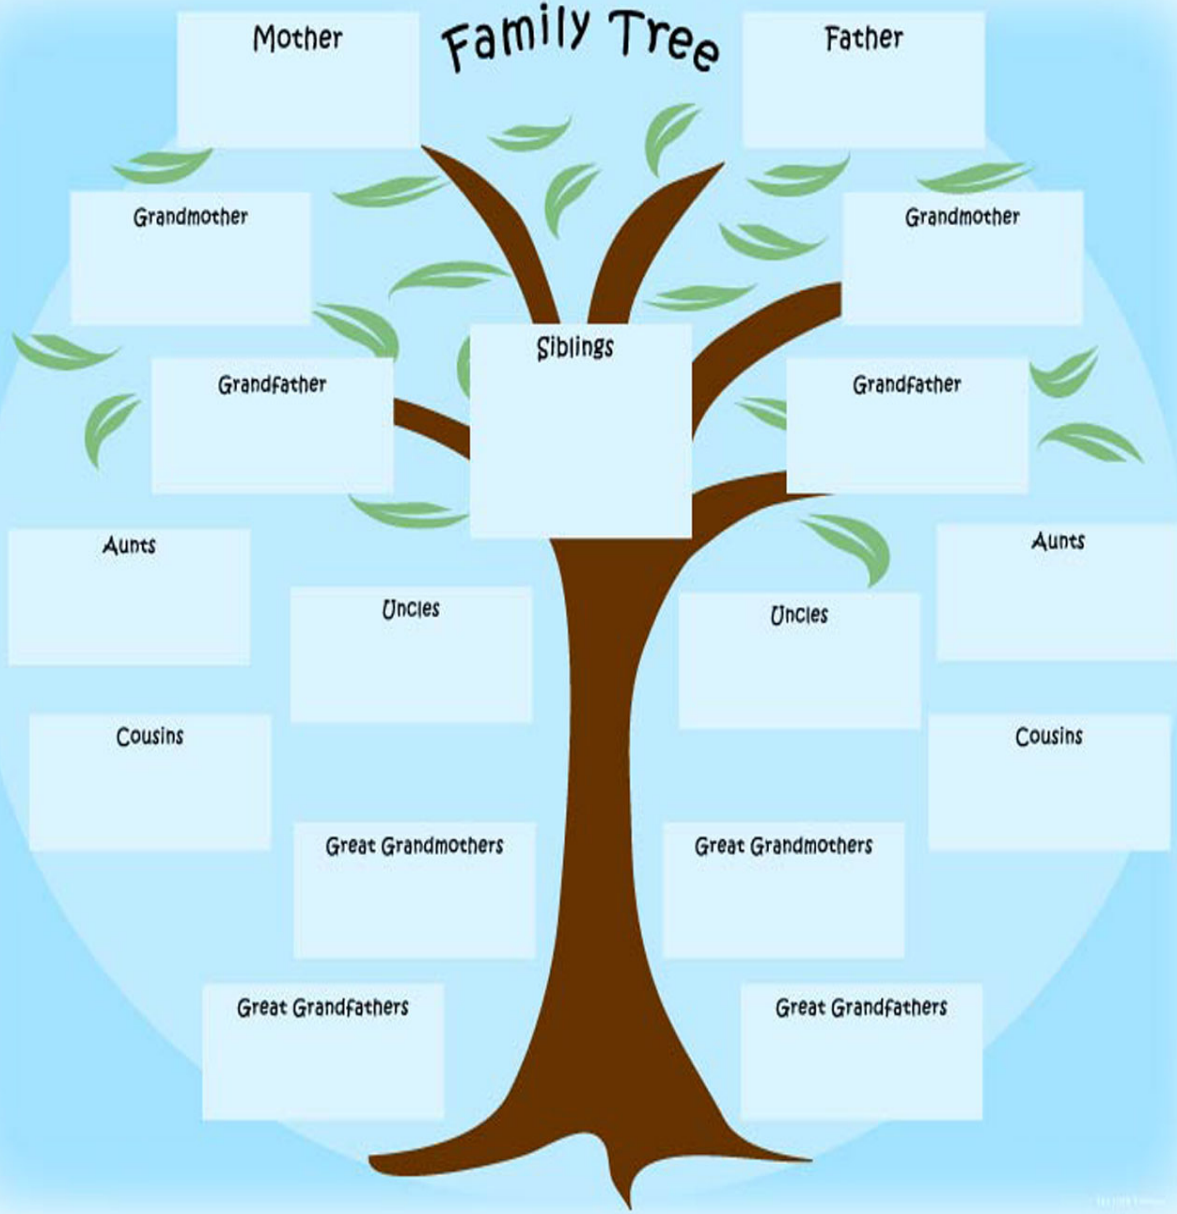 Family Tree
Mother
Father
Grandmother
Grandmother
Siblings
Grandfather
Grandfather
Aunts
Aunts
Uncles
Uncles
Cousins
Cousins
Great Grandmothers
Great Grandmothers
Great Grandfathers
Great Grandfathers